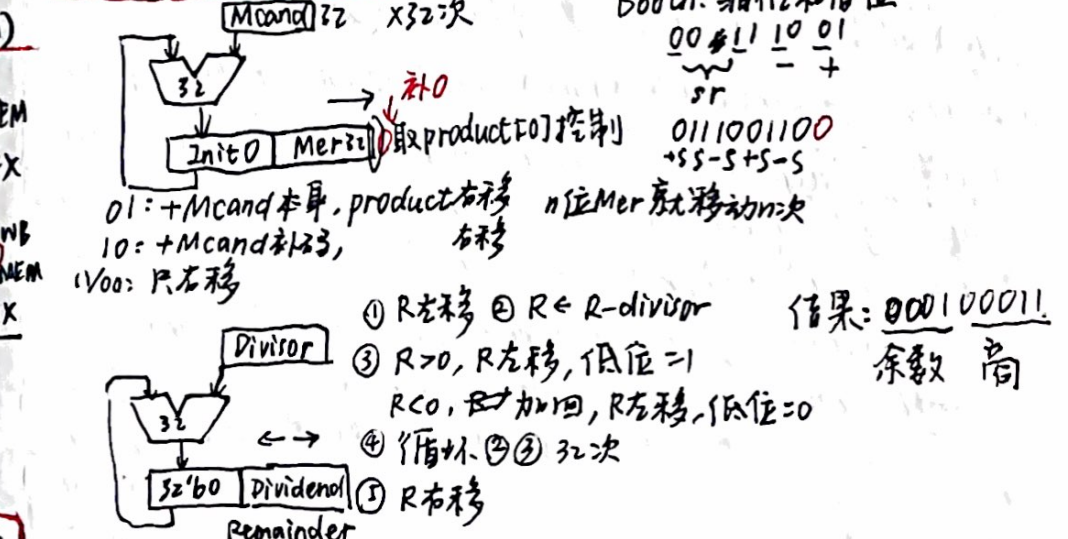 Mcand 32 ×32次
00 11 10 01
- +
sr
32
补0
Init0 Mer32 0 取product[0]控制
0111001100
+SS-S+S-S
01:+Mcand本身,product右移 n位Mer就移动n次
10:+Mcand补码, 右移
11/00:只右移
EM
X
WB
MEM
X
① R左移 ② R←R-divisor
结果:000100011
余数 商
Divisor
③ R>0,R左移,低位=1
R<0, 加回,R左移,低位=0
32
④ 循环②③ 32次
32'b0 Dividend
⑤ R右移
Remainder